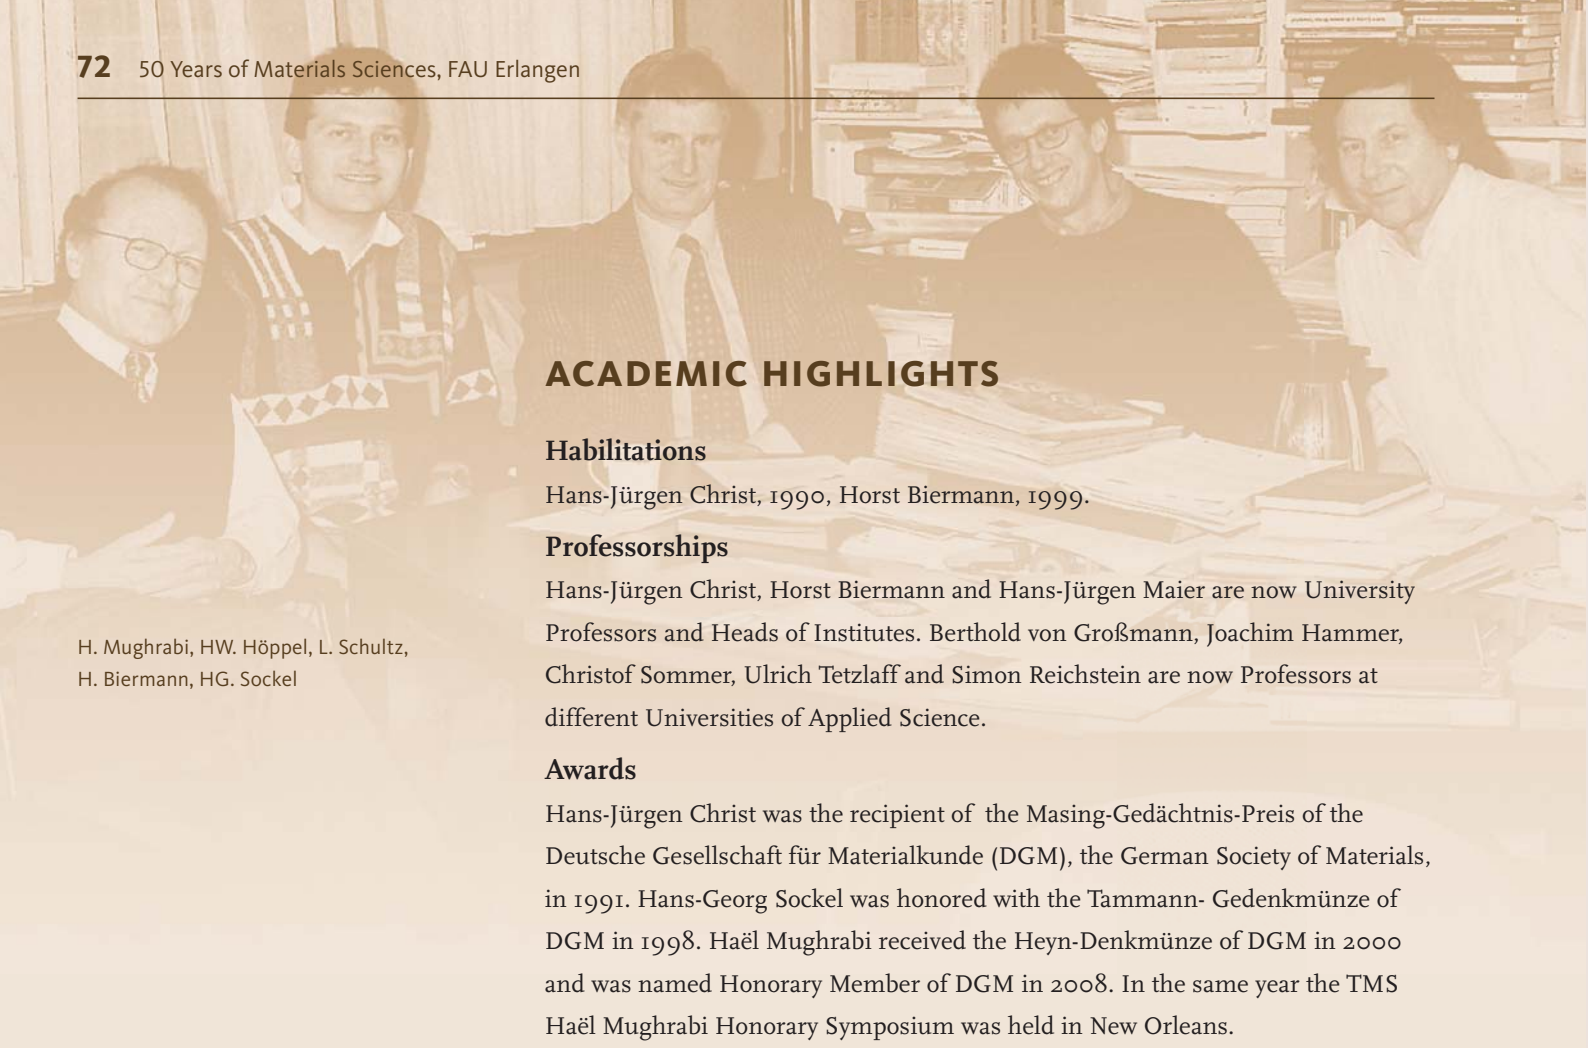 72 50 Years of Materials Sciences, FAU Erlangen
ACADEMIC HIGHLIGHTS
Habilitations
Hans-Jürgen Christ, 1990, Horst Biermann, 1999.
Professorships
Hans-Jürgen Christ, Horst Biermann and Hans-Jürgen Maier are now University
Professors and Heads of Institutes. Berthold von Großmann, Joachim Hammer,
Christof Sommer, Ulrich Tetzlaff and Simon Reichstein are now Professors at
different Universities of Applied Science.
H. Mughrabi, HW. Höppel, L. Schultz,
H. Biermann, HG. Sockel
Awards
Hans-Jürgen Christ was the recipient of  the Masing-Gedächtnis-Preis of the
Deutsche Gesellschaft für Materialkunde (DGM), the German Society of Materials,
in 1991. Hans-Georg Sockel was honored with the Tammann- Gedenkmünze of
DGM in 1998. Haël Mughrabi received the Heyn-Denkmünze of DGM in 2000
and was named Honorary Member of DGM in 2008. In the same year the TMS
Haël Mughrabi Honorary Symposium was held in New Orleans.